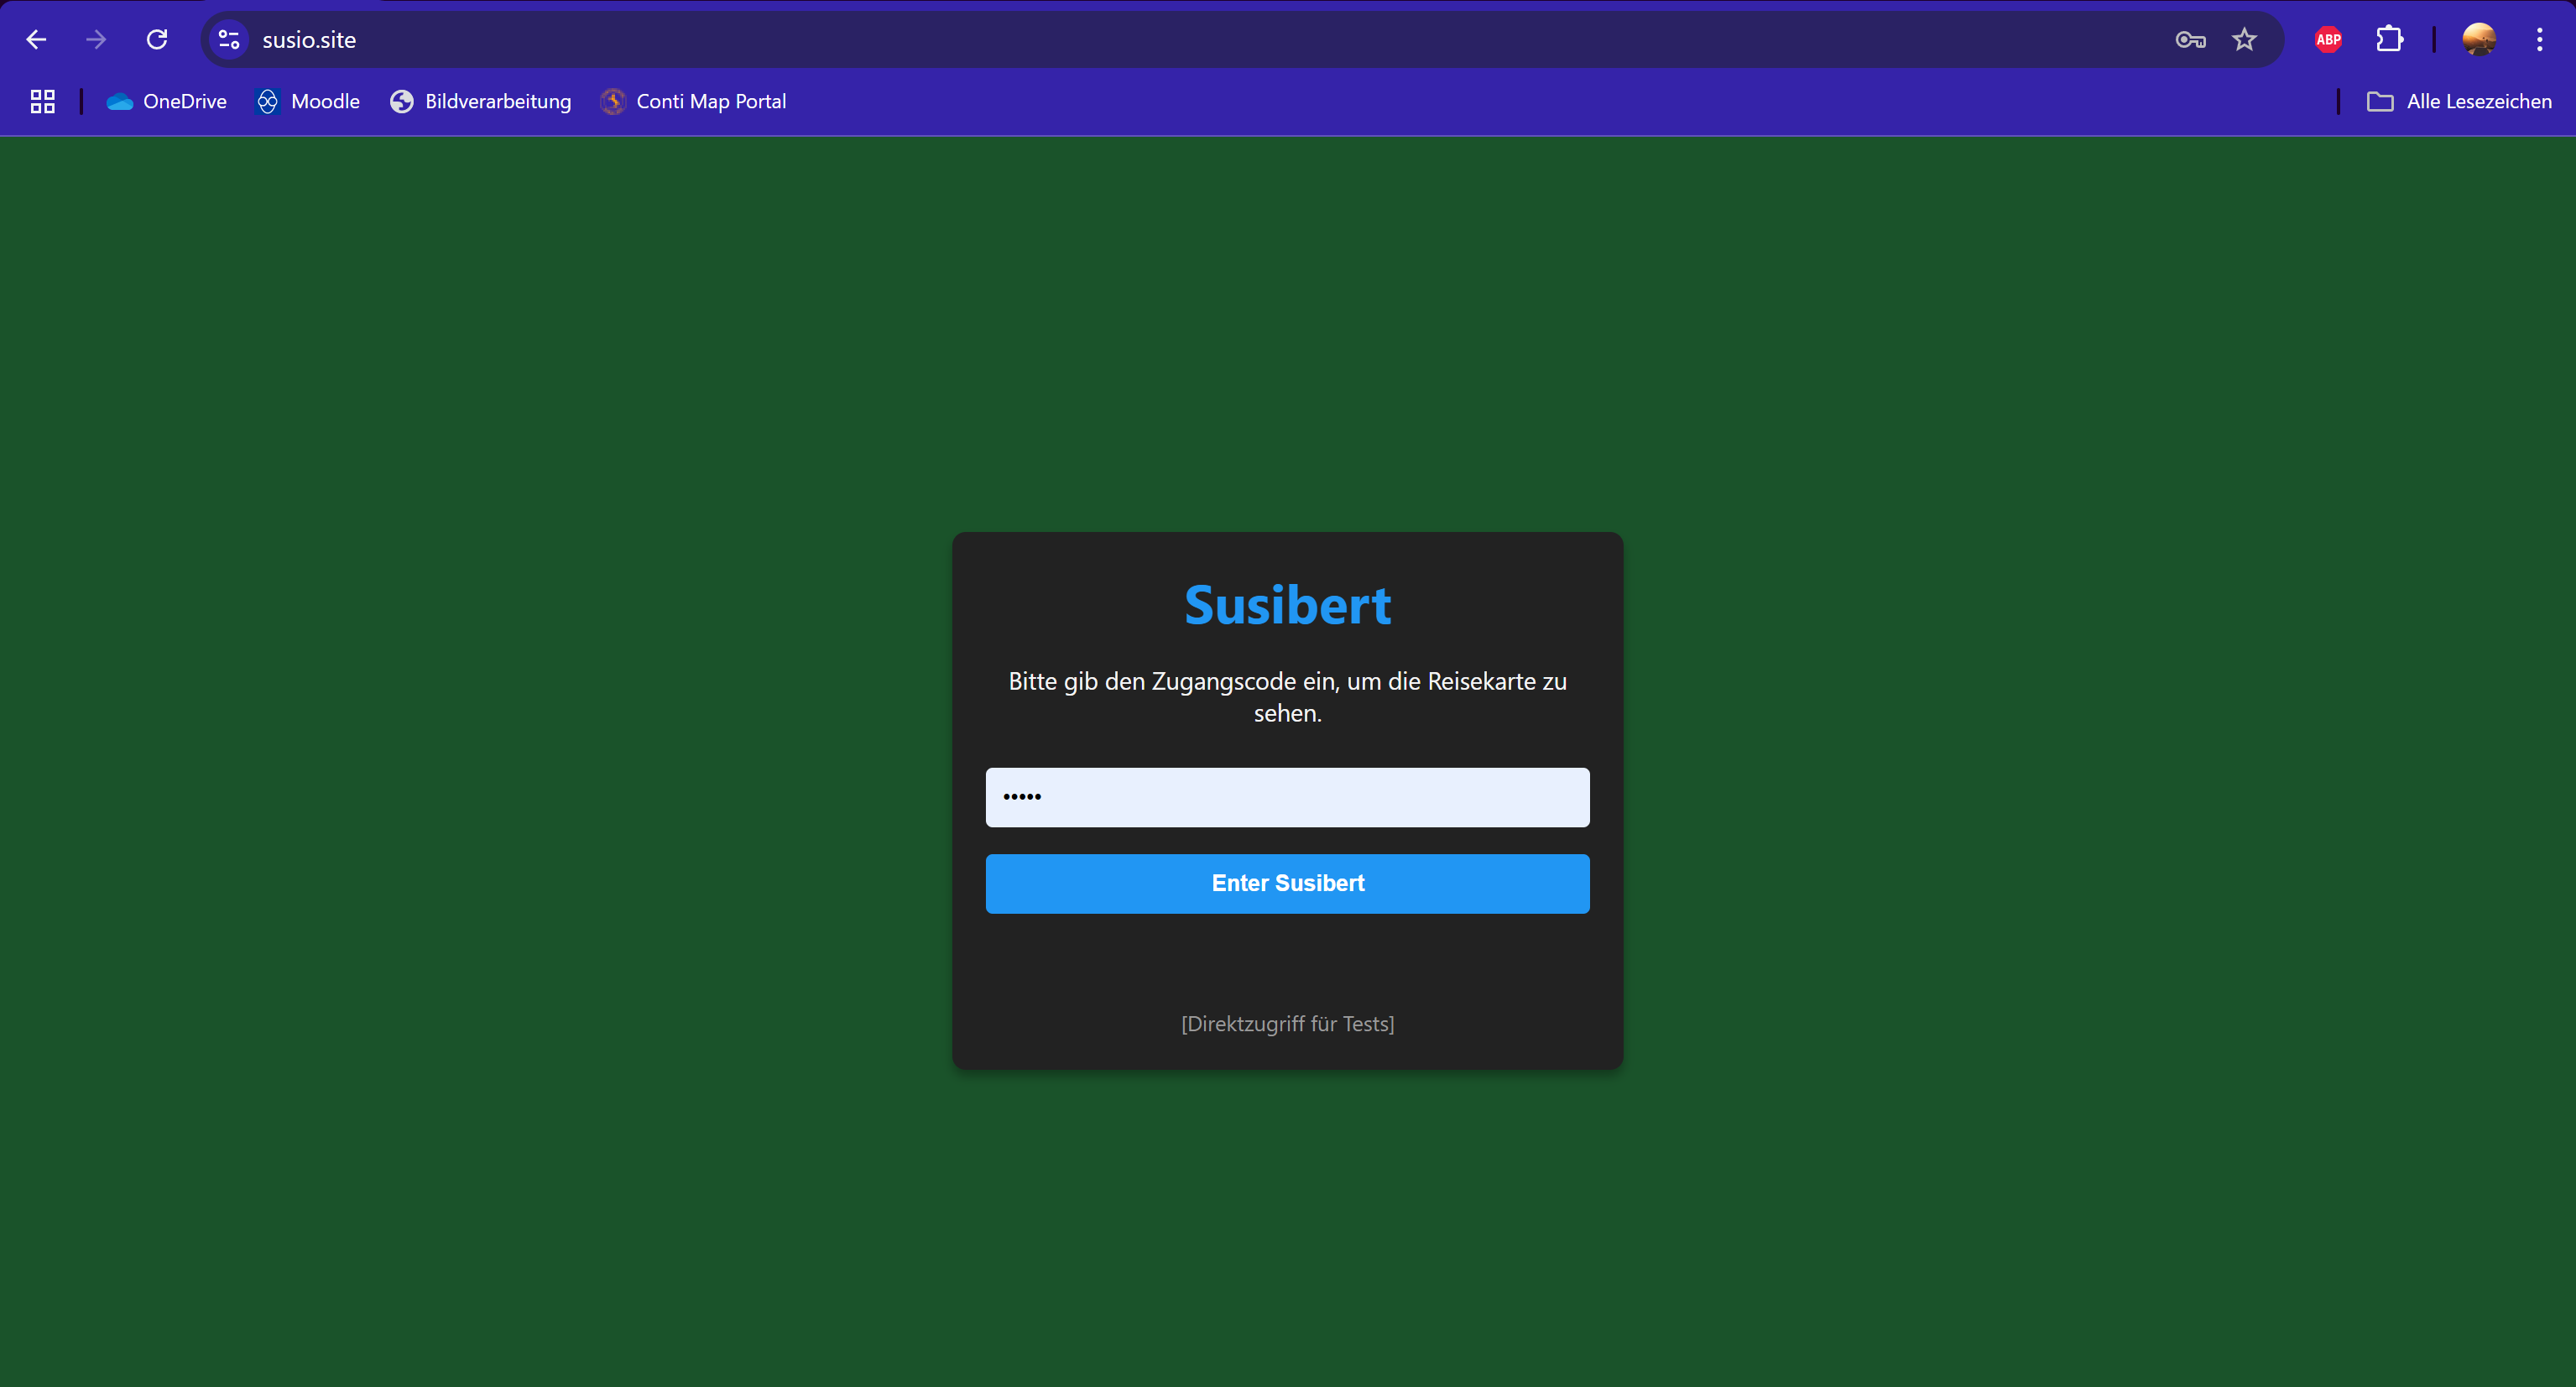 susio.site
ABP
OneDrive
Moodle
Bildverarbeitung
Conti Map Portal
Alle Lesezeichen
Susibert
Bitte gib den Zugangscode ein, um die Reisekarte zu
sehen.
•••••
Enter Susibert
[Direktzugriff für Tests]